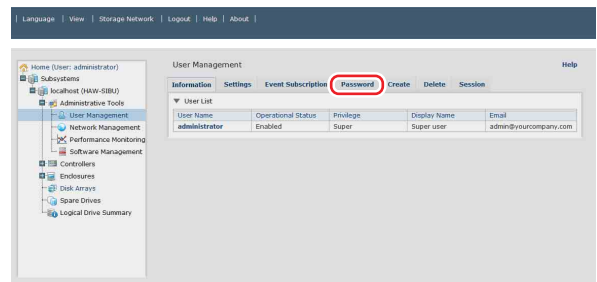 | Language | View | Storage Network | Logout | Help | About |
Home (User: administrator)
Subsystems
localhost (HAW-SIBU)
Administrative Tools
User Management
Network Management
Performance Monitoring
Software Management
Controllers
Enclosures
Disk Arrays
Spare Drives
Logical Drive Summary
User Management Help
Information Settings Event Subscription Password Create Delete Session
User List
User Name Operational Status Privilege Display Name Email
administrator Enabled Super Super user admin@yourcompany.com